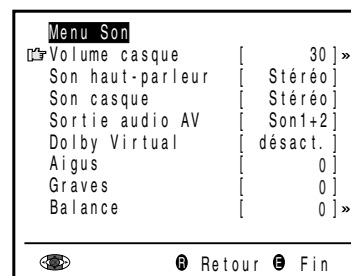 Menu Son
Volume casque [ 30]»
Son haut-parleur [ Stéréo]
Son casque [ Stéréo]
Sortie audio AV [ Son1+2]
Dolby Virtual [ désact. ]
Aigus [ 0]
Graves [ 0]
Balance [ 0]»
R Retour E Fin